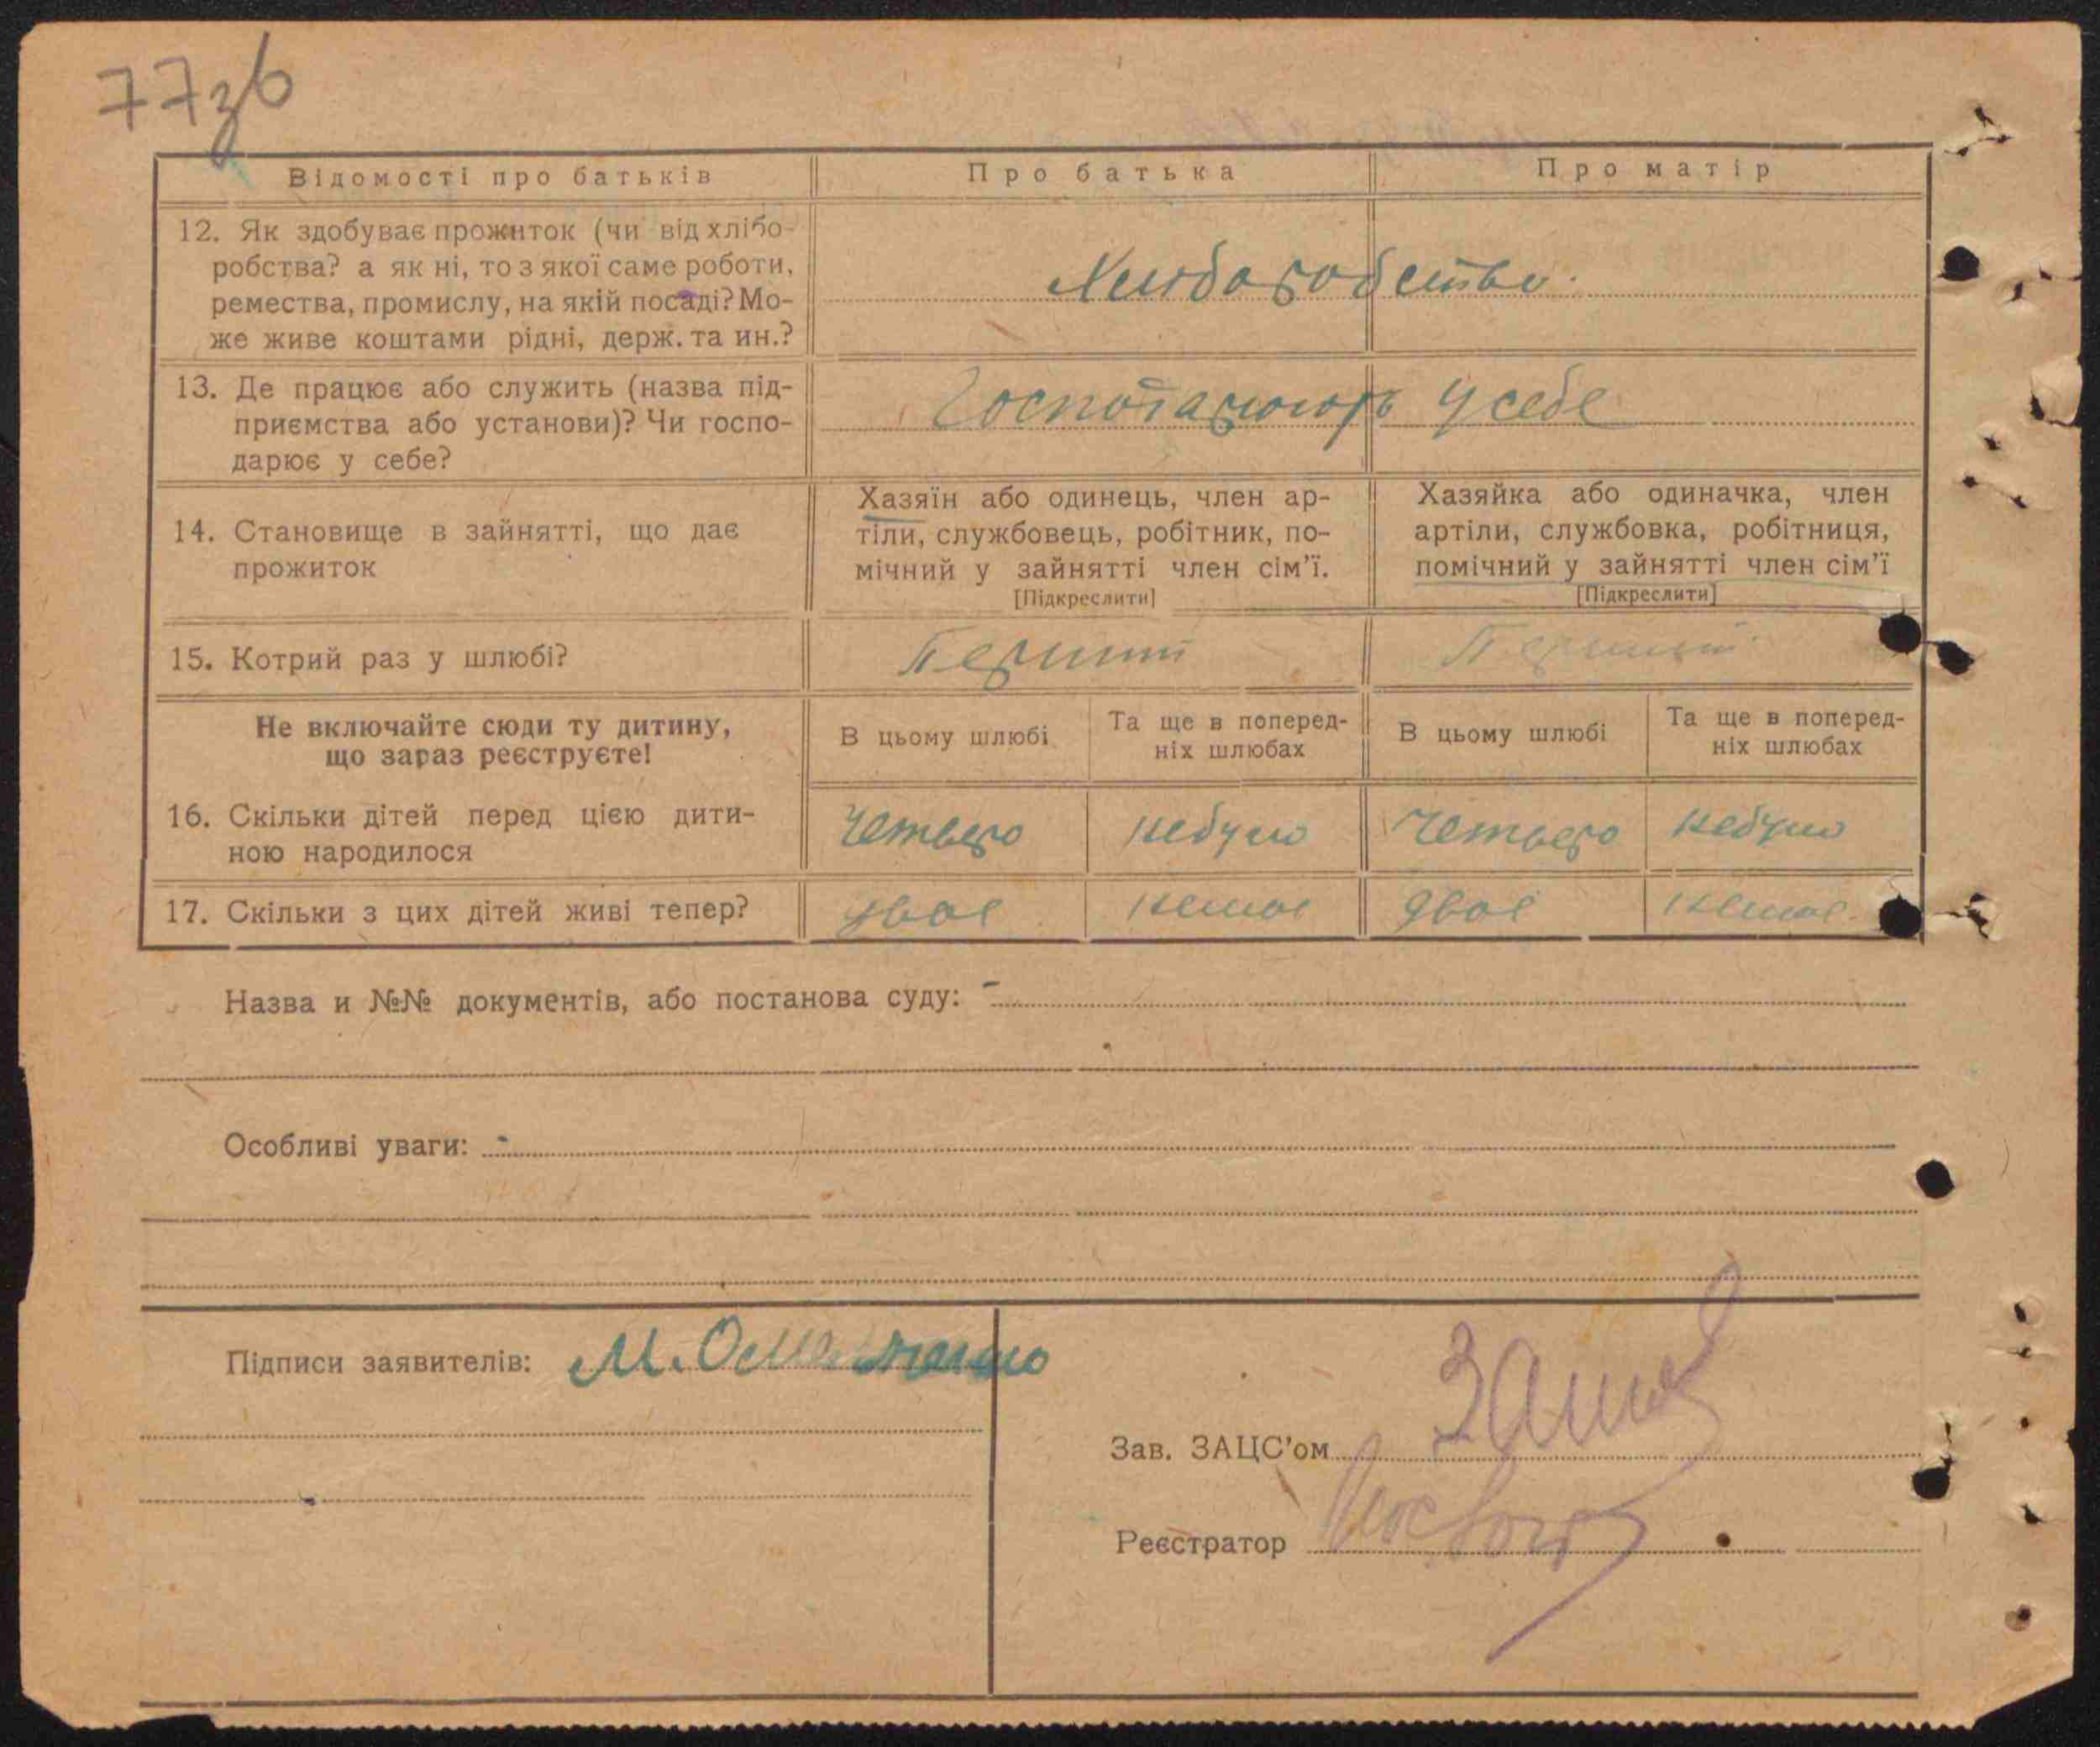 77зв
Відомості про батьків
Про батька
Про матір
12. Як здобуває прожиток (чи від хлібо-
робства? а як ні, то з якої саме роботи,
ремества, промислу, на якій посаді? Мо-
же живе коштами рідні, держ. та ин.?
13. Де працює або служить (назва під-
приємства або установи)? Чи госпо-
дарює у себе?
у себе
14. Становище в зайнятті, що дає
прожиток
Хазяїн або одинець, член ар-
тіли, службовець, робітник, по-
мічний у зайнятті член сім'ї.
[Підкреслити]
Хазяйка або одиначка, член
артіли, службовка, робітниця,
помічний у зайнятті член сім'ї
[Підкреслити]
15. Котрий раз у шлюбі?
Не включайте сюди ту дитину,
що зараз реєструєте!
В цьому шлюбі
Та ще в поперед-
ніх шлюбах
В цьому шлюбі
Та ще в поперед-
ніх шлюбах
16. Скільки дітей перед цією дити-
ною народилося
четверо
небуло
четверо
небуло
17. Скільки з цих дітей живі тепер?
двоє
немає
двоє
немає
Назва и №№ документів, або постанова суду: -
Особливі уваги: -
Підписи заявителів: М.
Зав. ЗАЦС'ом
Реєстратор